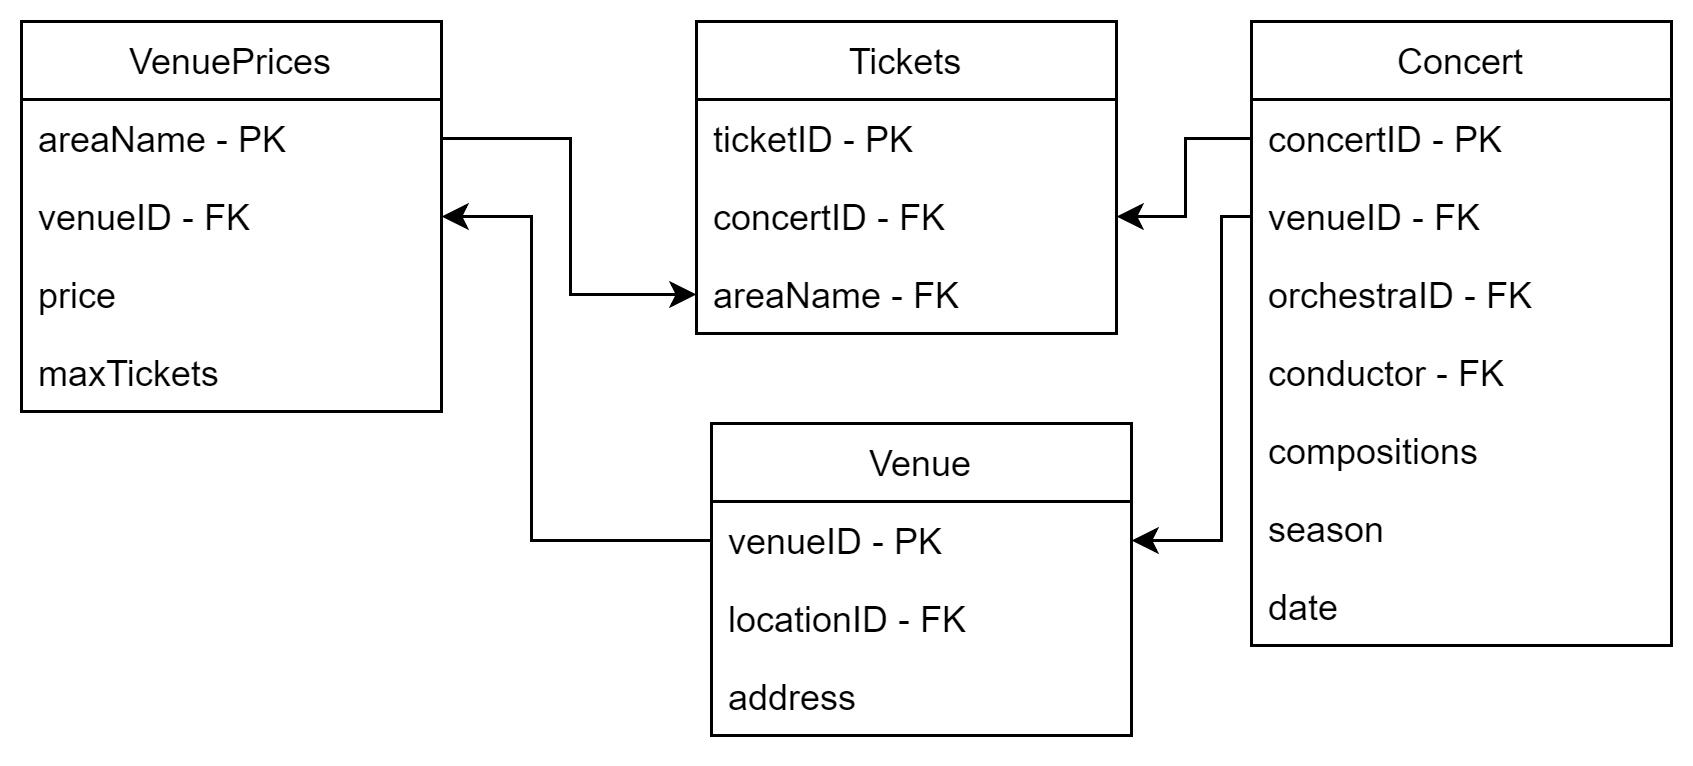 VenuePrices
areaName - PK
venueID - FK
price
maxTickets
Tickets
ticketID - PK
concertID - FK
areaName - FK
Concert
concertID - PK
venueID - FK
orchestraID - FK
conductor - FK
compositions
season
date
Venue
venueID - PK
locationID - FK
address